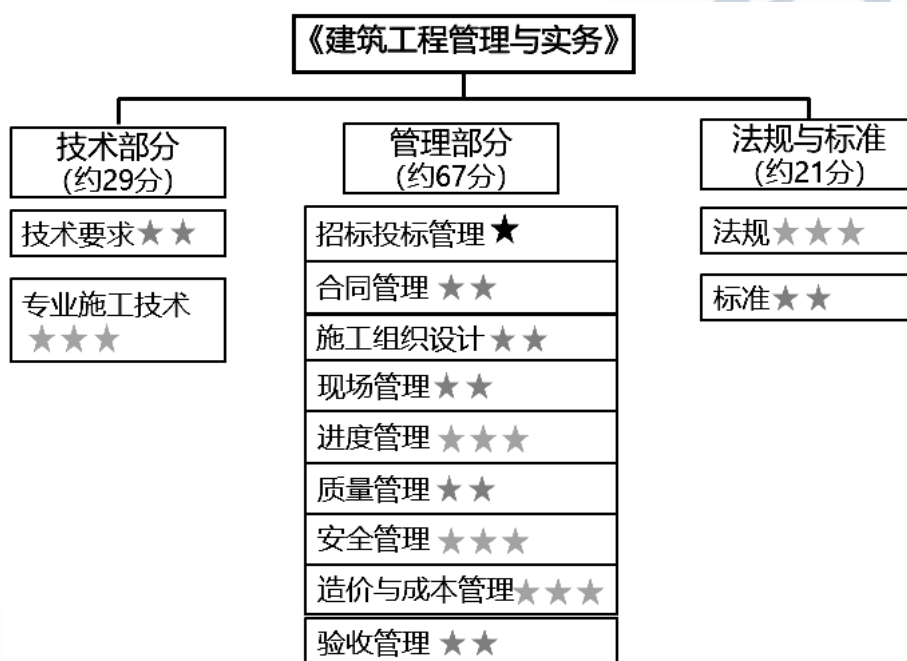 《建筑工程管理与实务》
技术部分
(约29分)
技术要求★★
专业施工技术
★★★
管理部分
(约67分)
招标投标管理★
合同管理★★
施工组织设计★★
现场管理★★
进度管理★★★
质量管理★★
安全管理★★★
造价与成本管理★★★
验收管理★★
法规与标准
(约21分)
法规★★★
标准★★